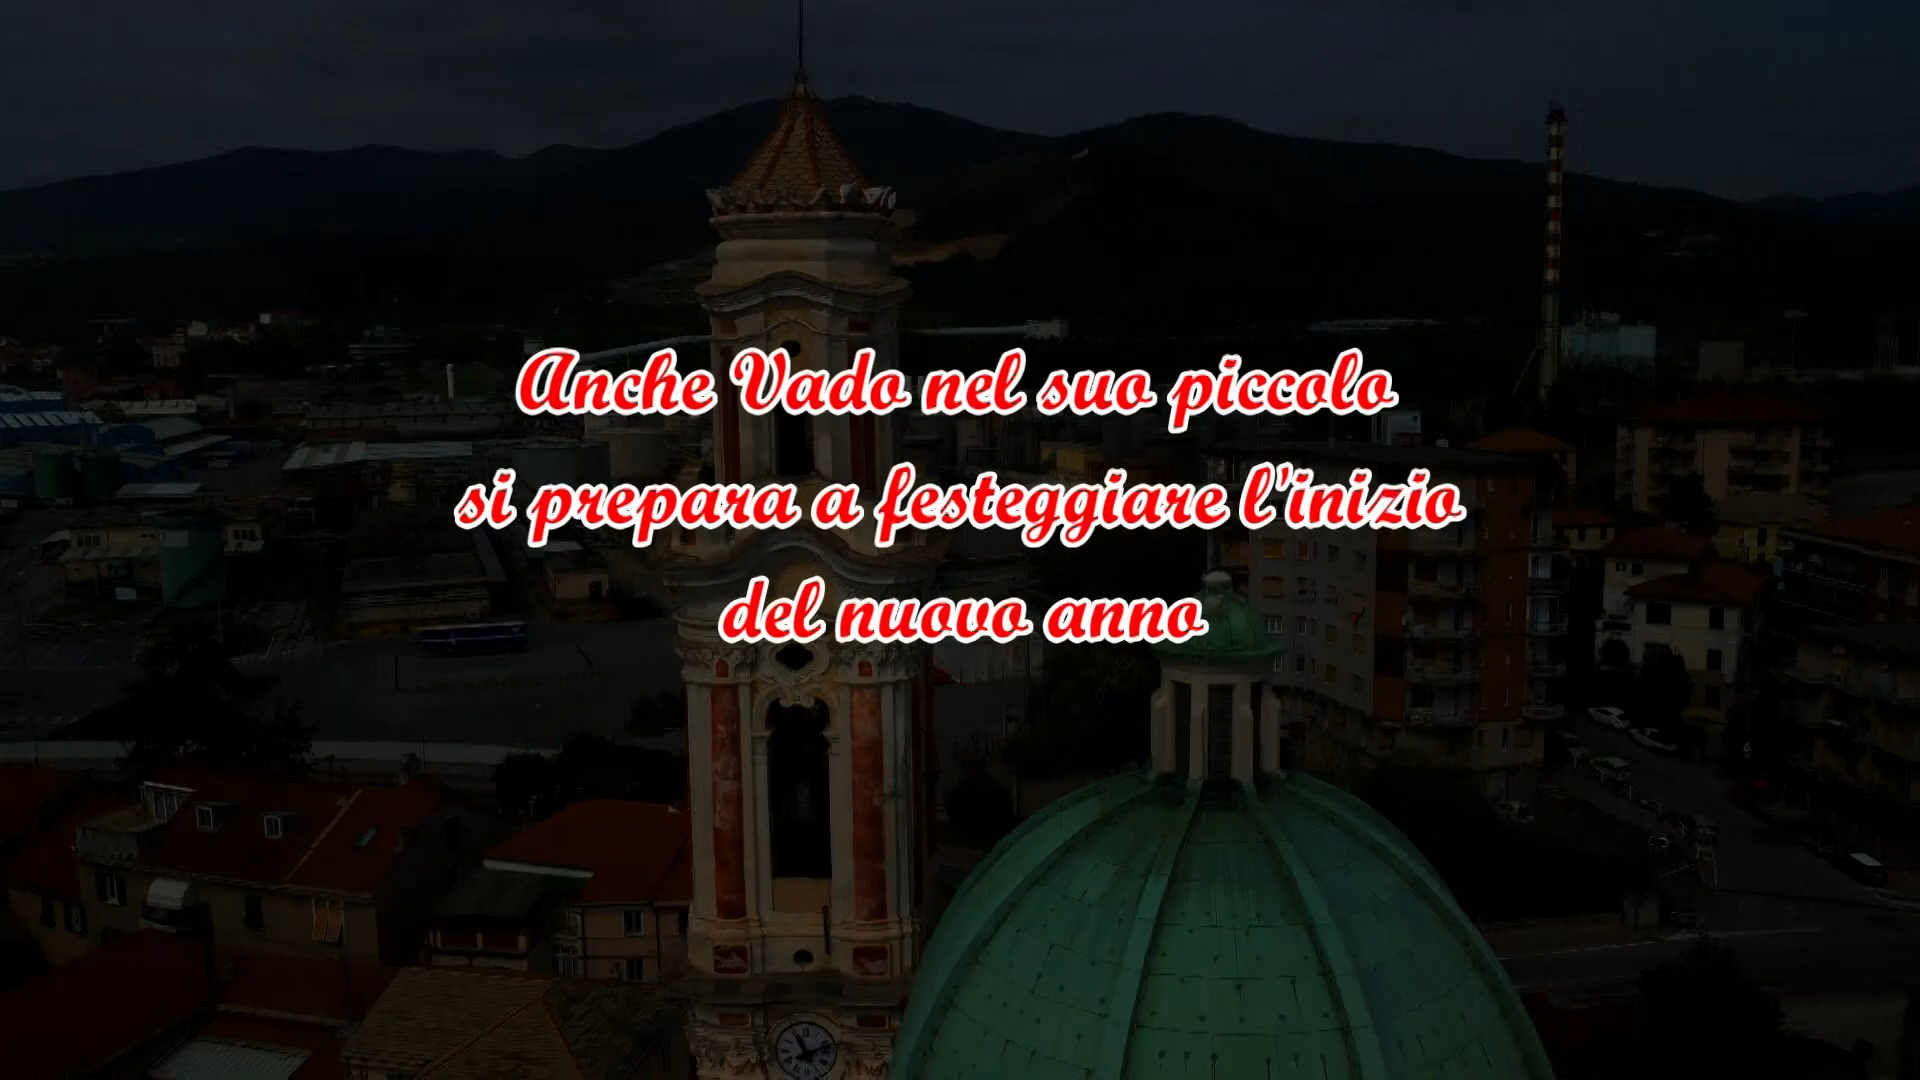 Anche Vado nel suo piccolo
si prepara a festeggiare l'inizio
del nuovo anno